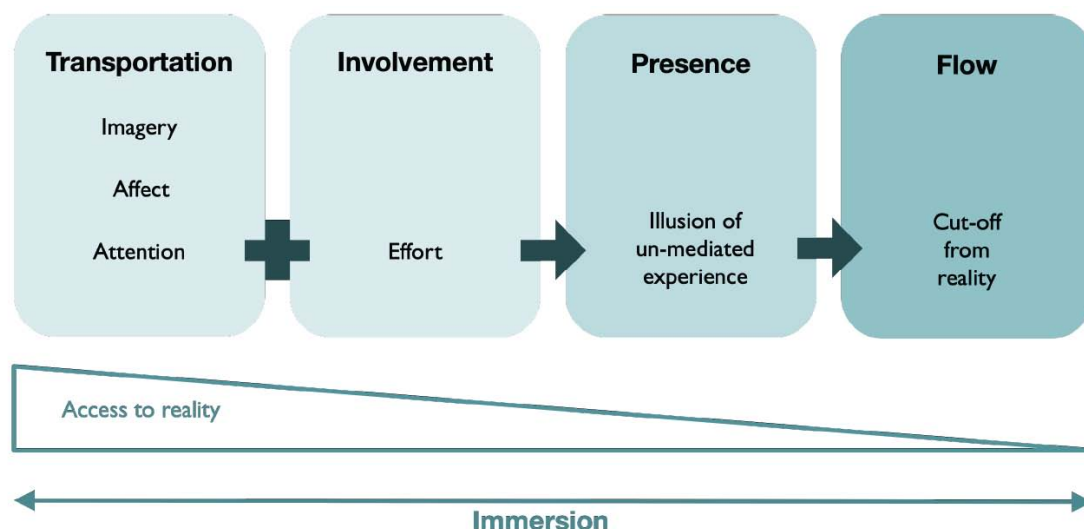 Transportation
Imagery
Affect
Attention
Involvement
Effort
Presence
Illusion of
un-mediated
experience
Flow
Cut-off
from
reality
Access to reality
Immersion